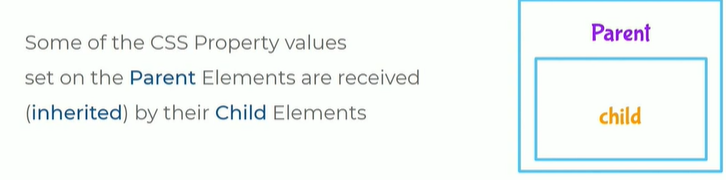 Some of the CSS Property values
set on the Parent Elements are received
(inherited) by their Child Elements
Parent
child